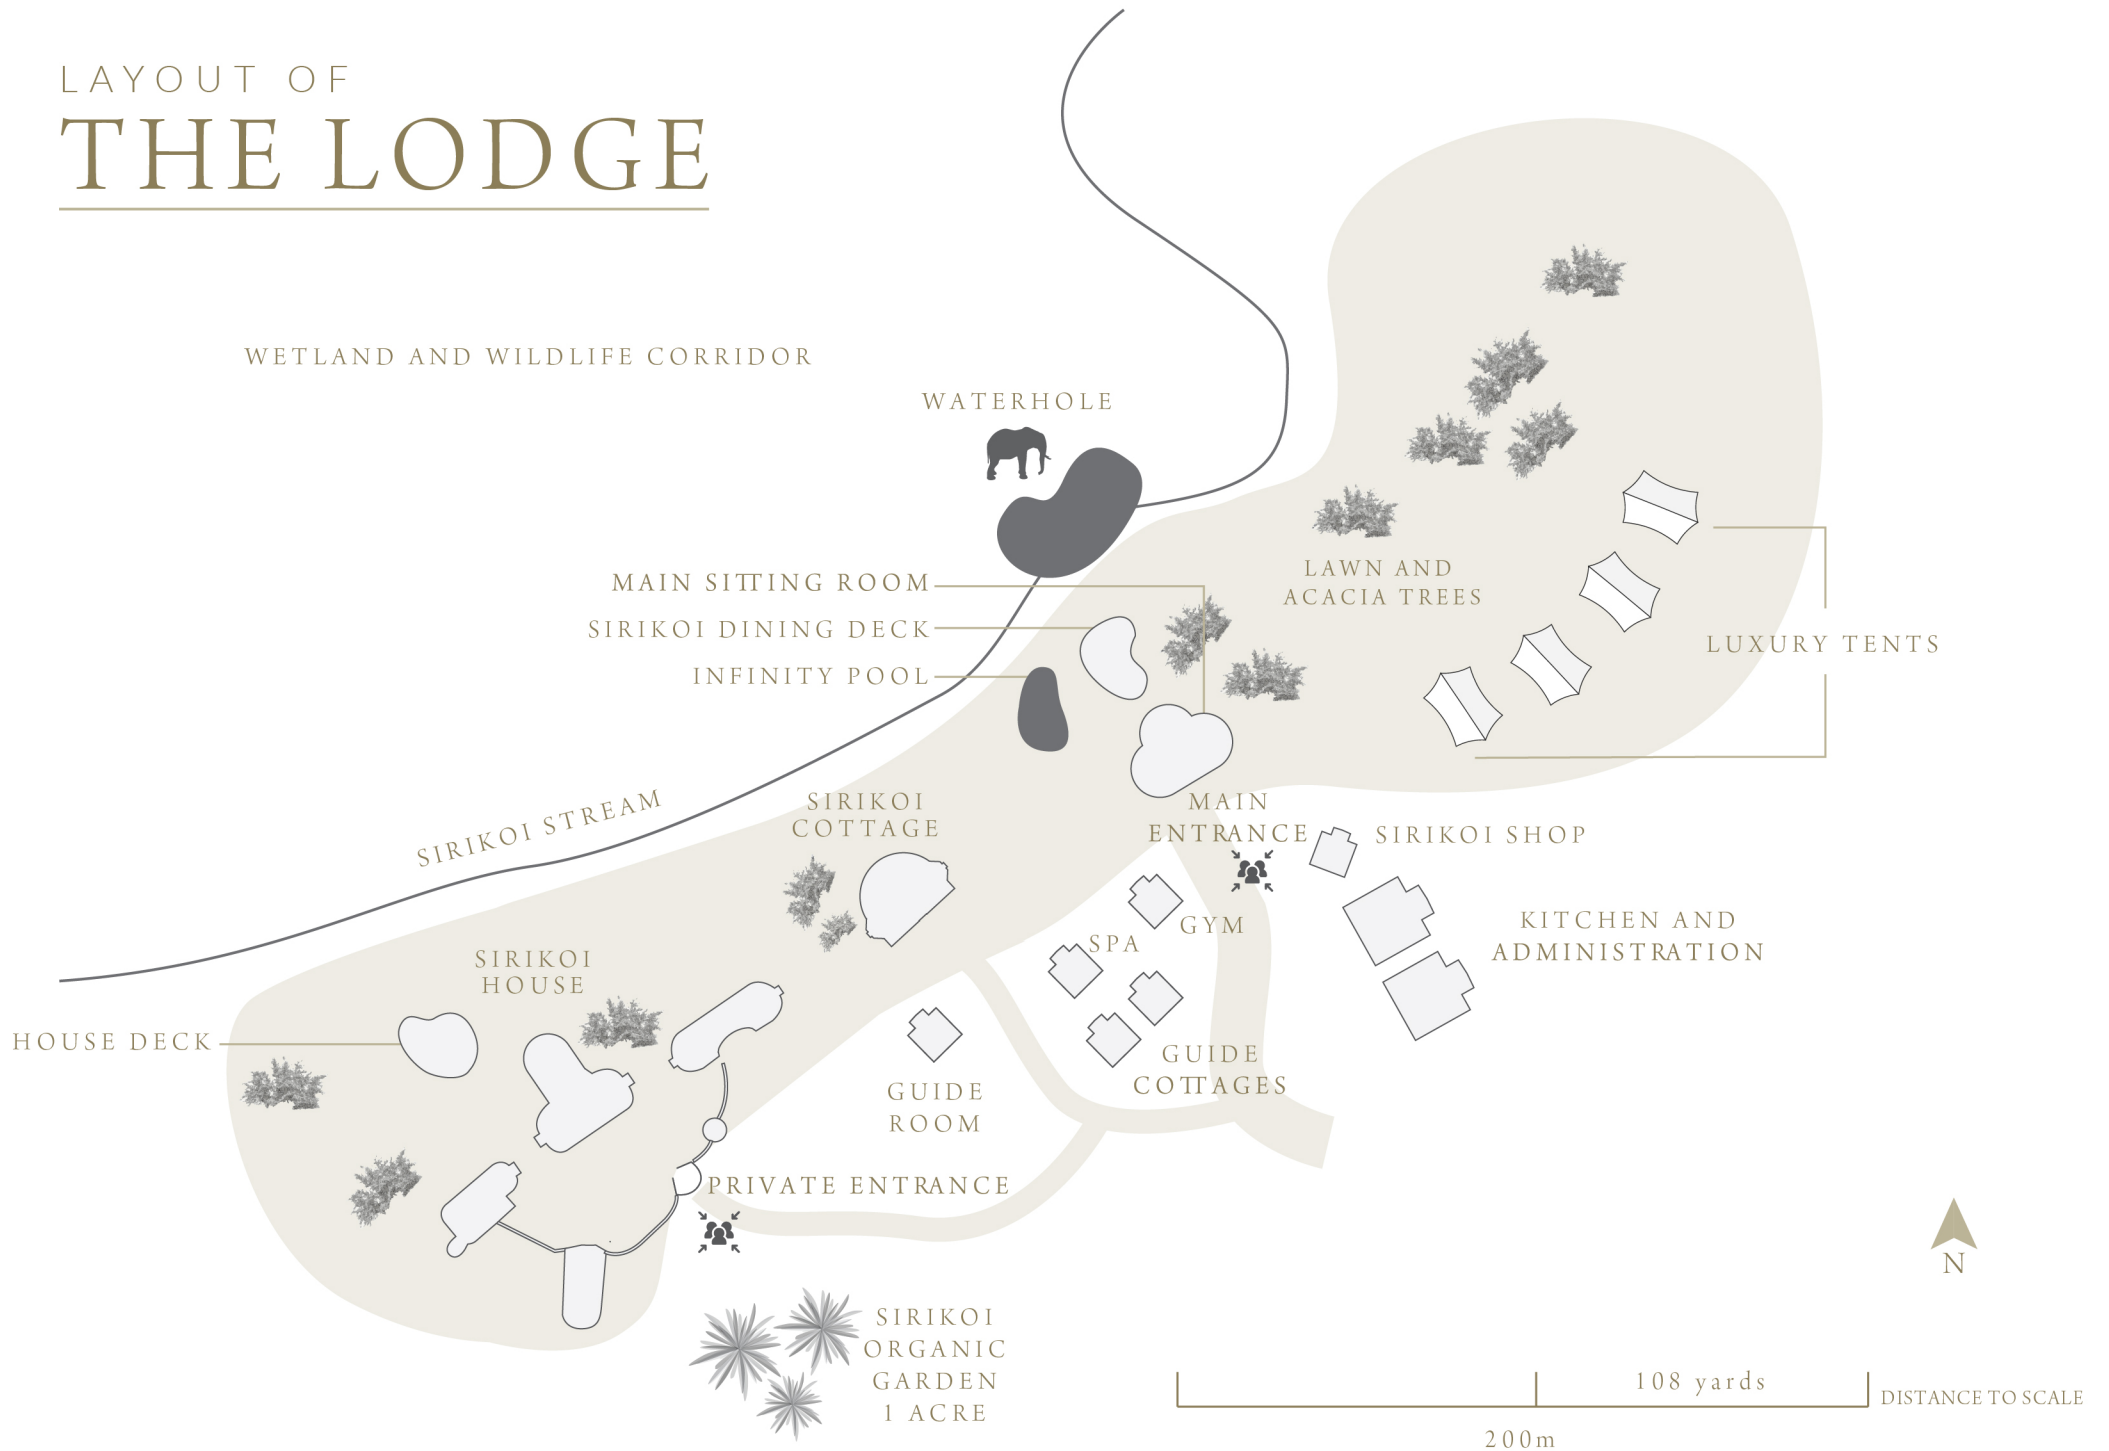 LAYOUT OF
THE LODGE
WETLAND AND WILDLIFE CORRIDOR
WATERHOLE
MAIN SITTING ROOM
SIRIKOI DINING DECK
INFINITY POOL
LAWN AND
ACACIA TREES
LUXURY TENTS
SIRIKOI STREAM
SIRIKOI
COTTAGE
MAIN
ENTRANCE
SIRIKOI SHOP
GYM
SPA
KITCHEN AND
ADMINISTRATION
SIRIKOI
HOUSE
HOUSE DECK
GUIDE
COTTAGES
GUIDE
ROOM
PRIVATE ENTRANCE
N
SIRIKOI
ORGANIC
GARDEN
1 ACRE
108 yards
DISTANCE TO SCALE
200m